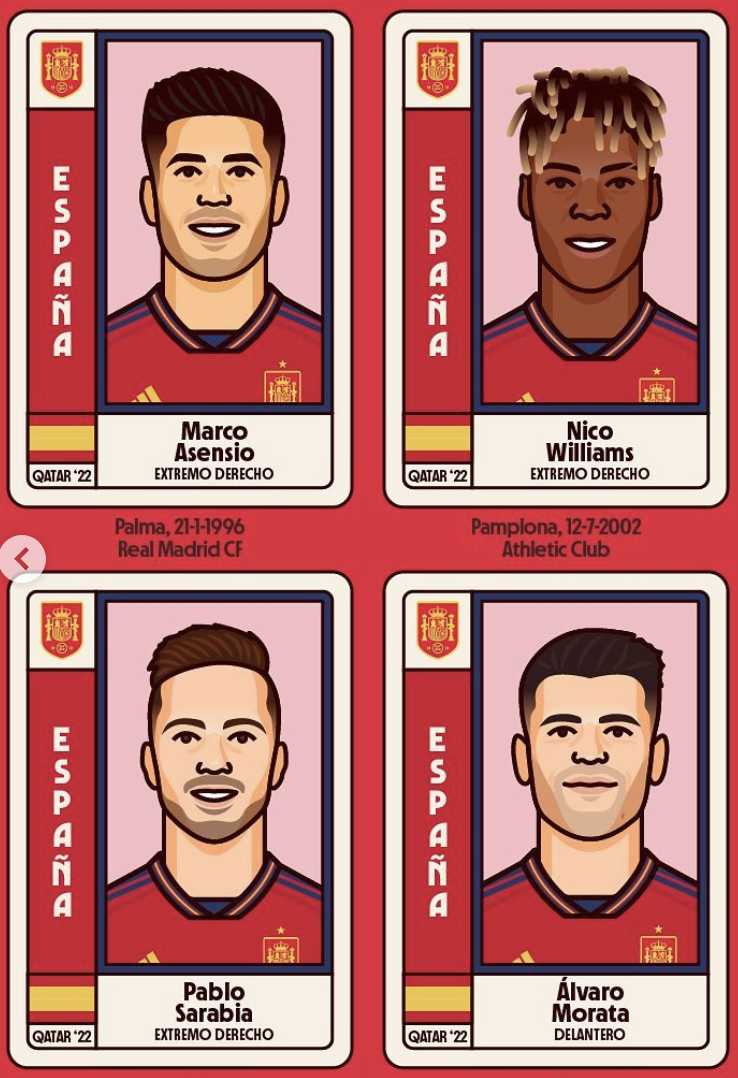 ESPAÑA
Marco
Asensio
EXTREMO DERECHO
QATAR ‘22
Palma, 21-1-1996
Real Madrid CF
ESPAÑA
Nico
Williams
EXTREMO DERECHO
QATAR ‘22
Pamplona, 12-7-2002
Athletic Club
ESPAÑA
Pablo
Sarabia
EXTREMO DERECHO
QATAR ‘22
ESPAÑA
Álvaro
Morata
DELANTERO
QATAR ‘22